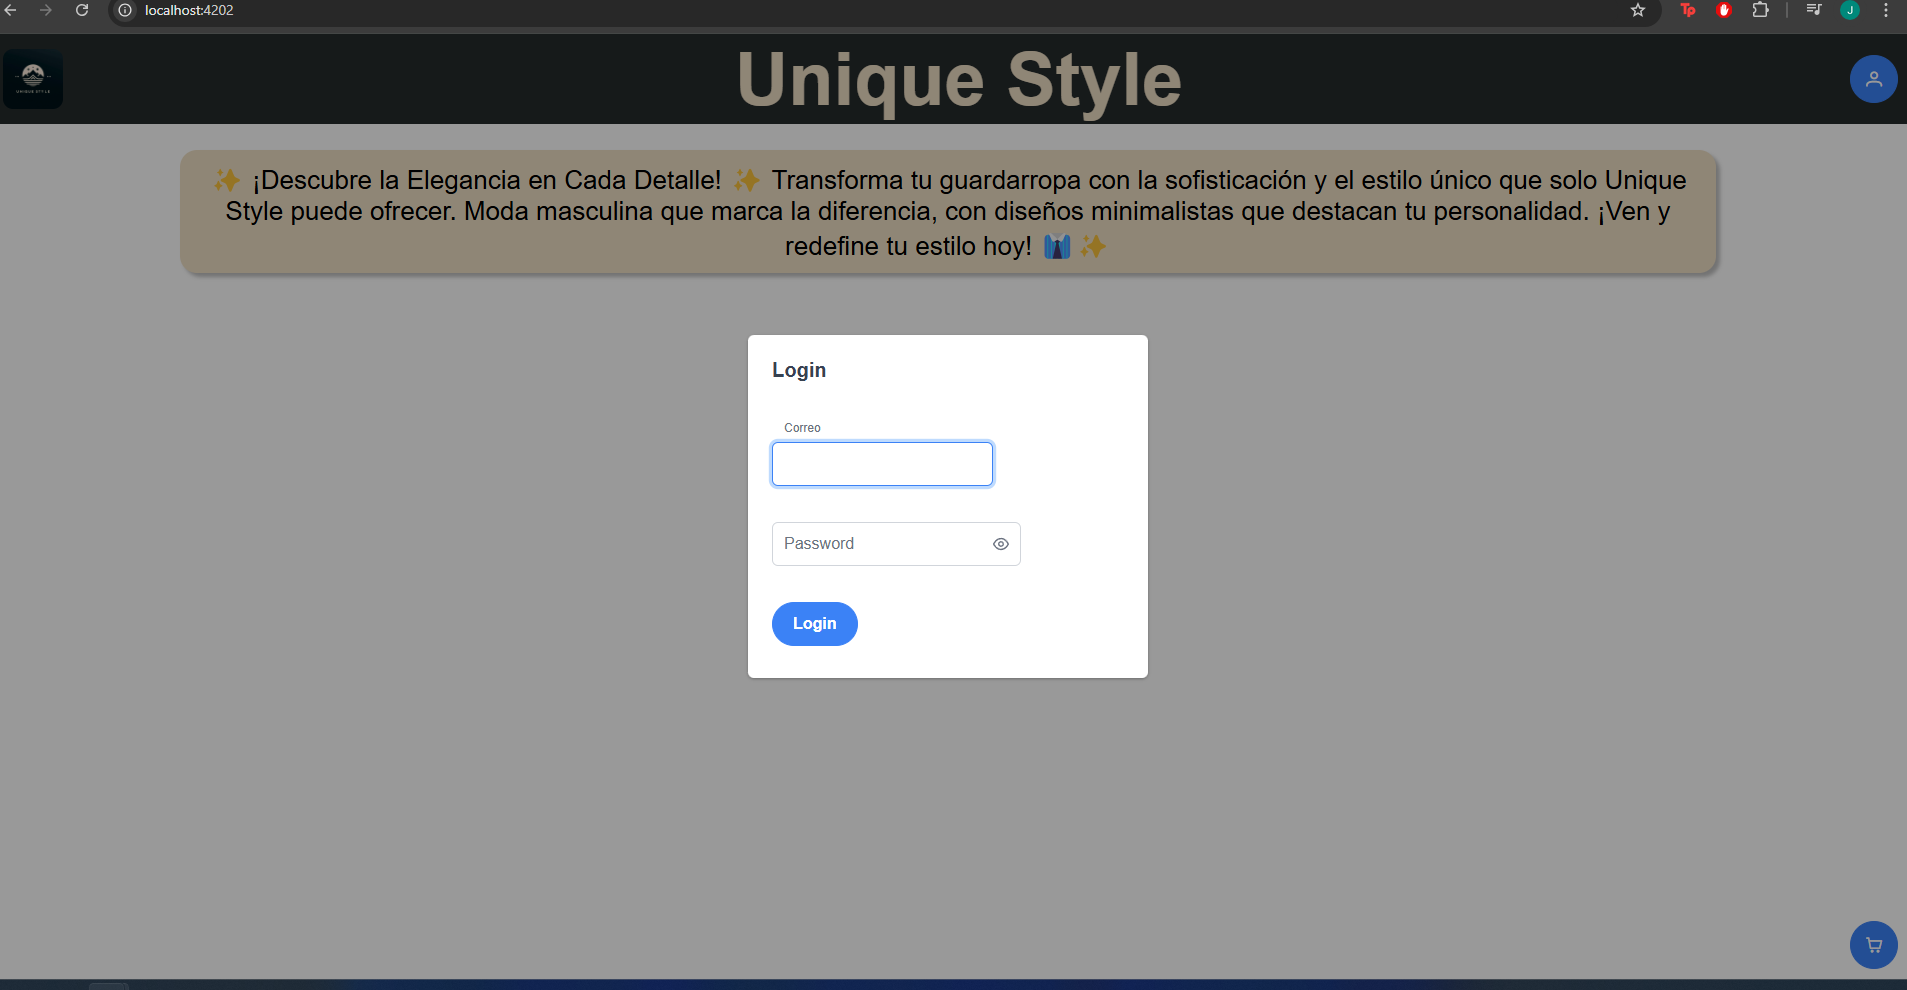 localhost:4202
Tp
J
UNIQUE STYLE
Unique Style
✨ ¡Descubre la Elegancia en Cada Detalle! ✨ Transforma tu guardarropa con la sofisticación y el estilo único que solo Unique
Style puede ofrecer. Moda masculina que marca la diferencia, con diseños minimalistas que destacan tu personalidad. ¡Ven y
redefine tu estilo hoy! 👔 ✨
Login
Correo
Password
Login